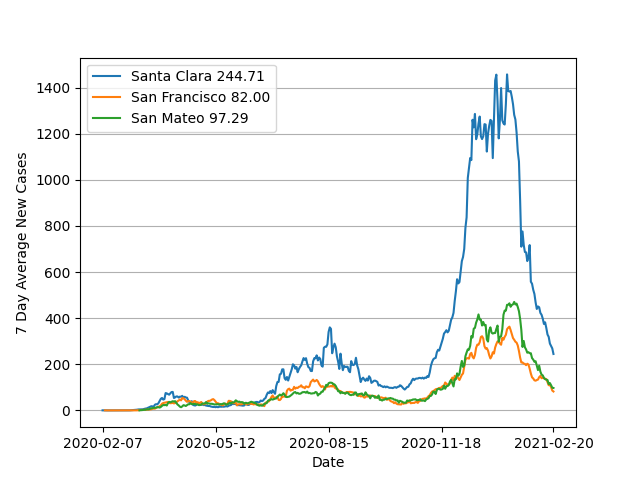 Santa Clara 244.71
San Francisco 82.00
San Mateo 97.29
7 Day Average New Cases
1400
1200
1000
800
600
400
200
0
2020-02-07 2020-05-12 2020-08-15 2020-11-18 2021-02-20
Date